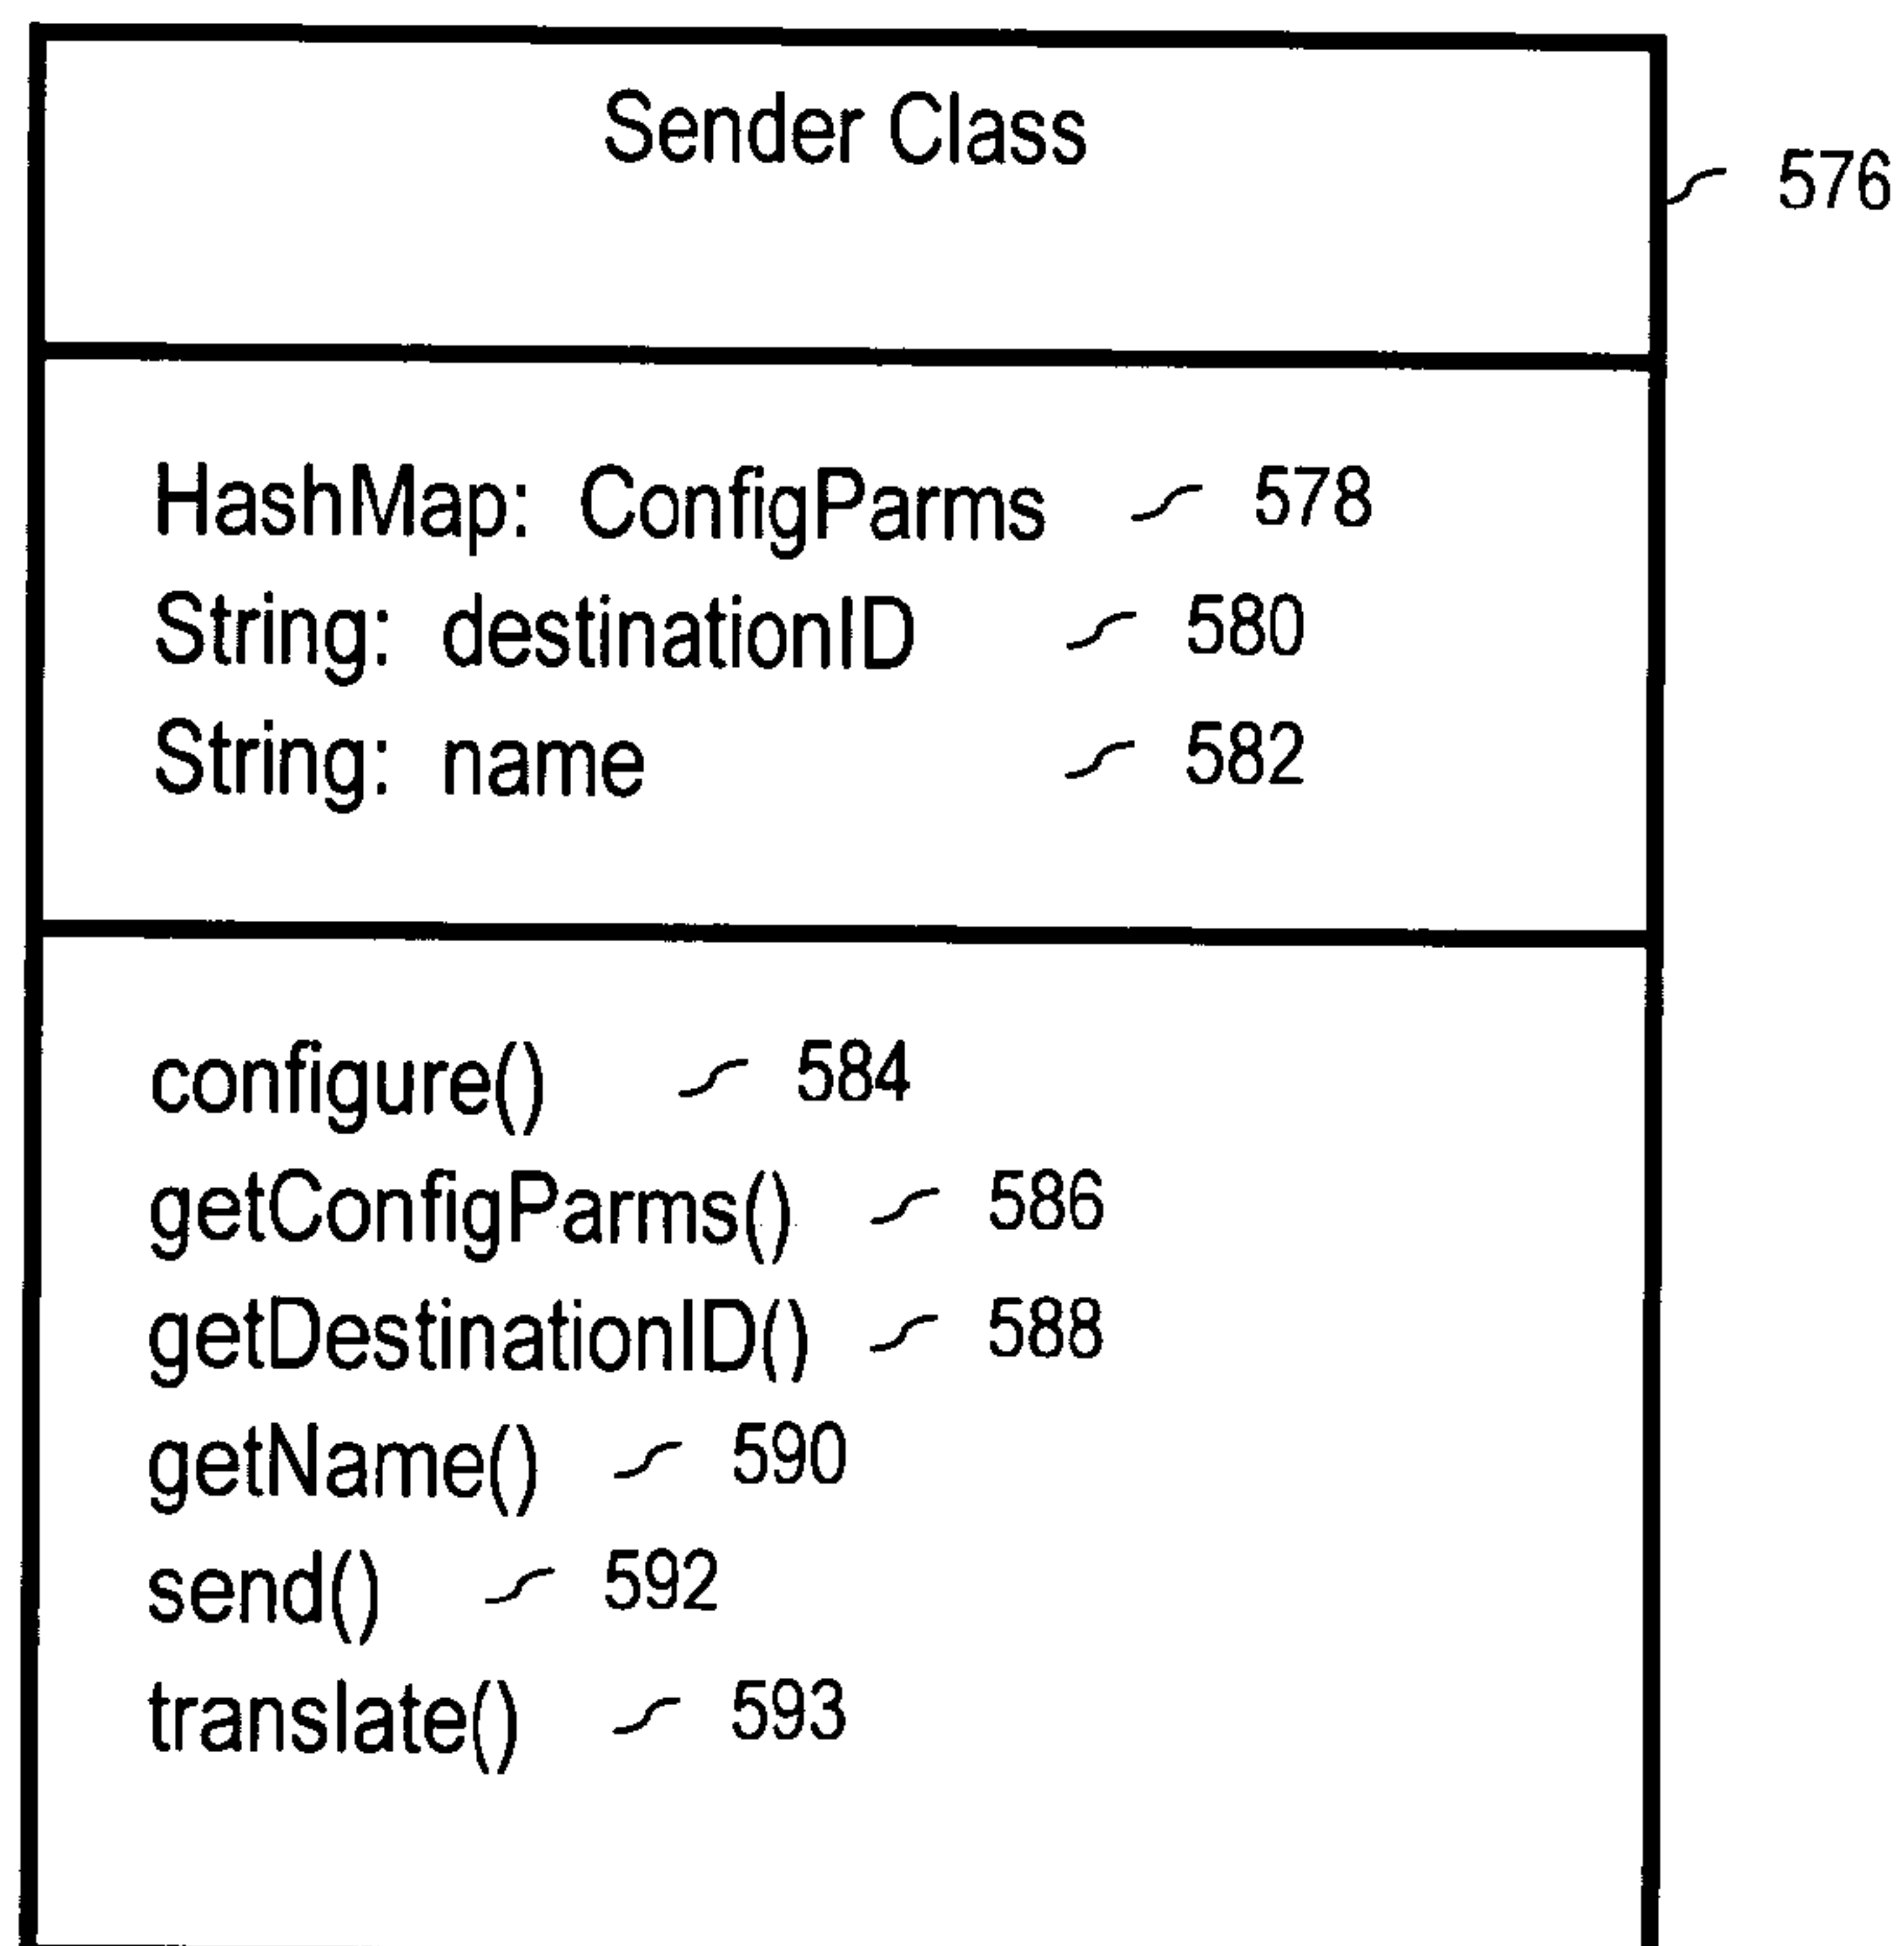 Sender Class
576
HashMap: ConfigParms 578
String: destinationID 580
String: name 582
configure() 584
getConfigParms() 586
getDestinationID() 588
getName() 590
send() 592
translate() 593